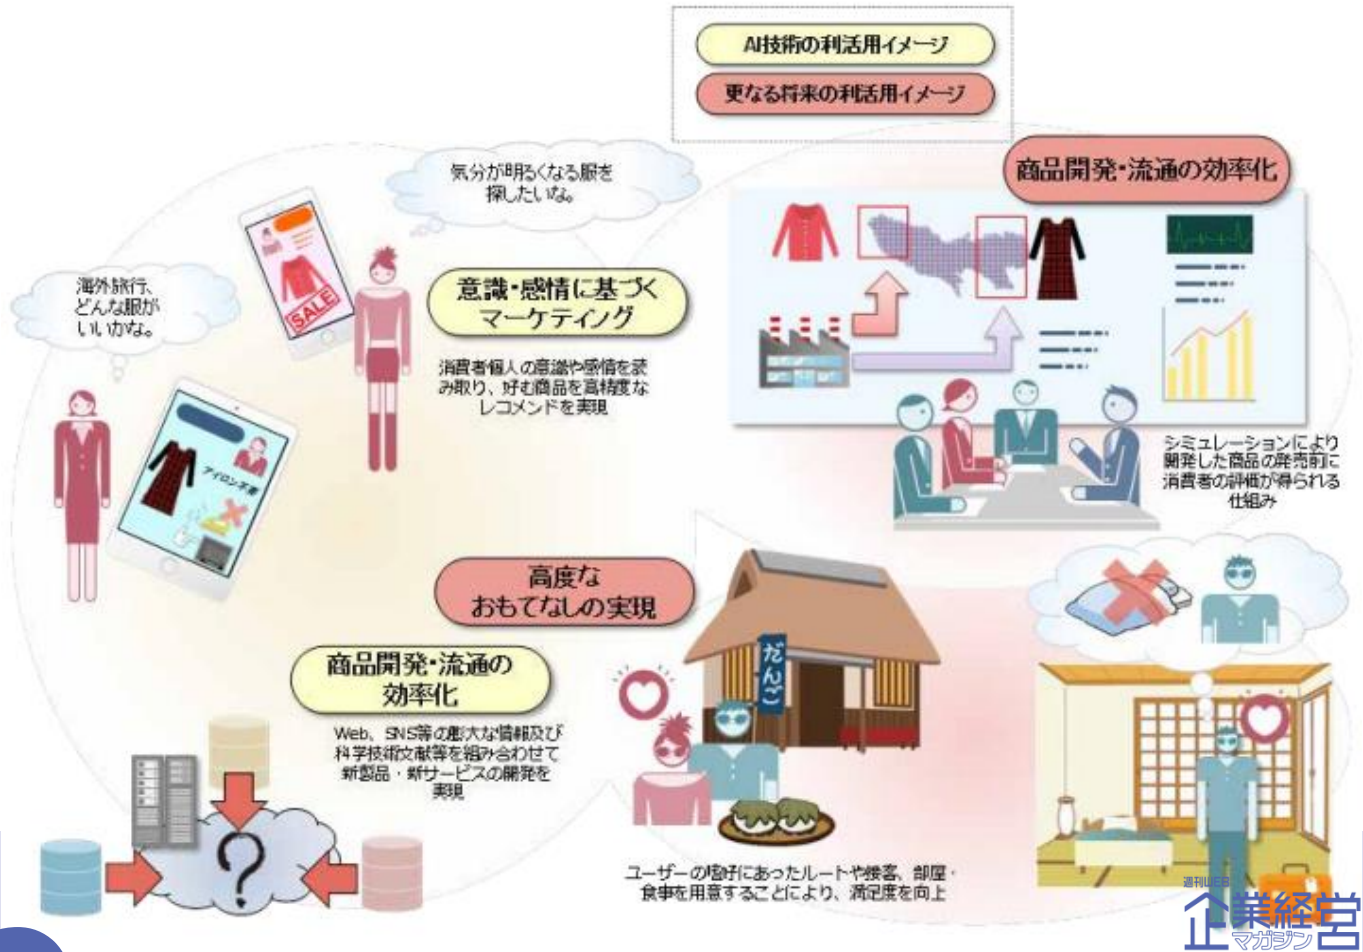 AI技術の利活用イメージ
更なる将来の利活用イメージ
商品開発・流通の効率化
気分が明るくなる服を
探したいな。
海外旅行、
どんな服が
いいかな。
SALE
意識・感情に基づく
マーケティング
消費者個人の意識や感情を読
み取り、好む商品を高精度な
レコメンドを実現
アイロン不要
シミュレーションにより
開発した商品の発売前に
消費者の評価が得られる
仕組み
高度な
おもてなしの実現
だんご
商品開発・流通の
効率化
Web、SNS等の膨大な情報及び
科学技術文献等を組み合わせて
新製品・新サービスの開発を
実現
?
ユーザーの嗜好にあったルートや接客、部屋・
食事を用意することにより、満足度を向上
週刊WEB
企業経営
マガジン